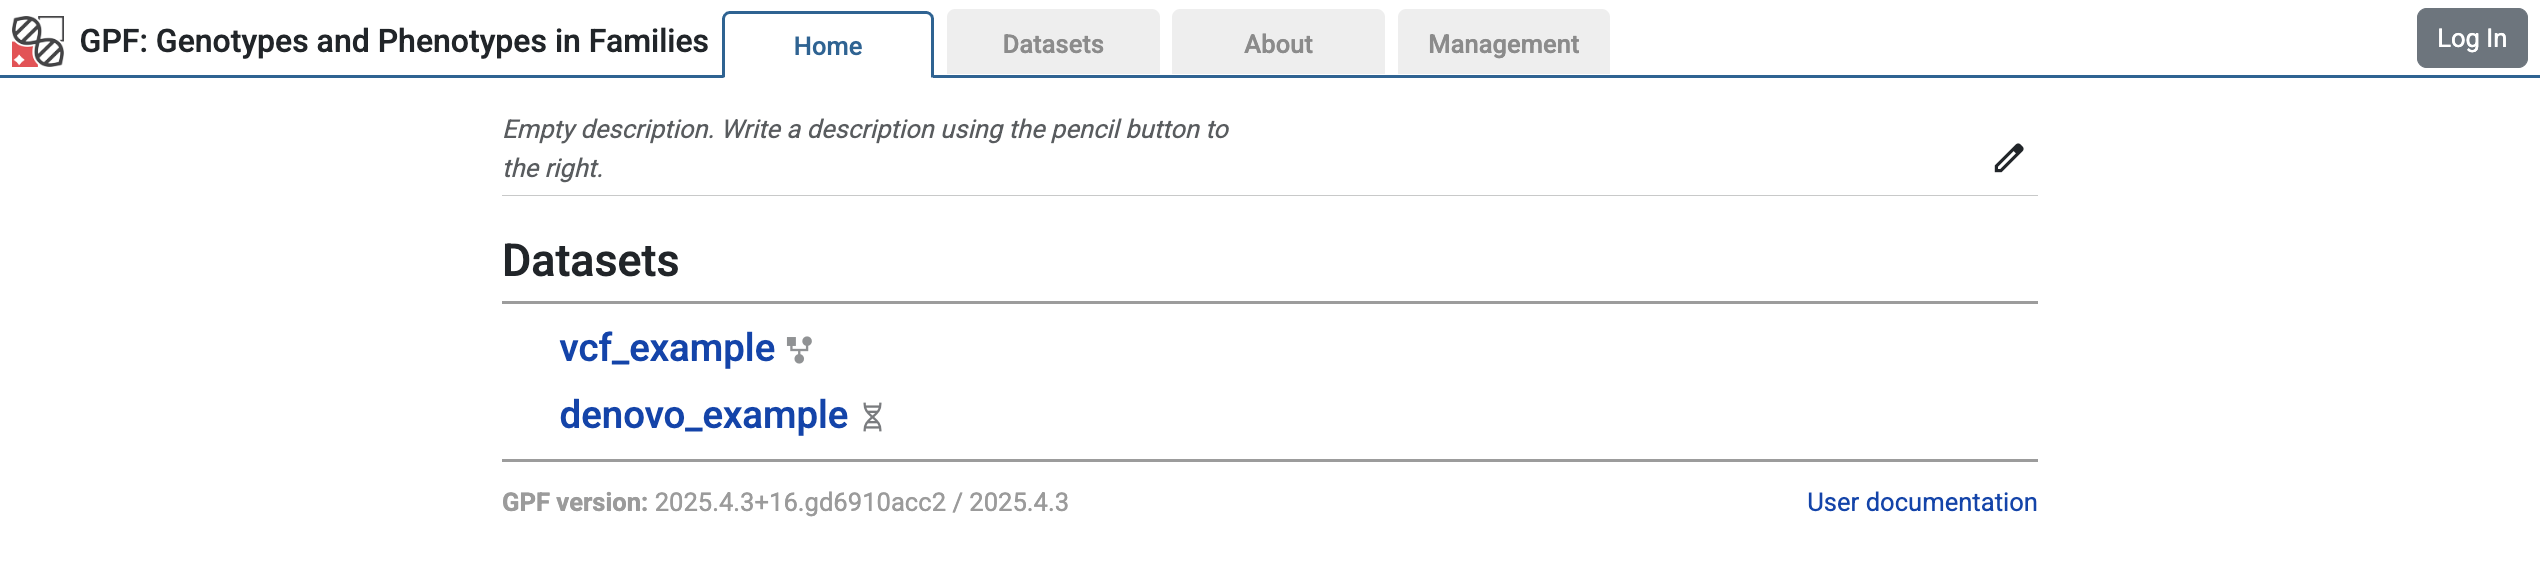 GPF: Genotypes and Phenotypes in Families
Home
Datasets
About
Management
Log In
Empty description. Write a description using the pencil button to
the right.
Datasets
vcf_example
denovo_example
GPF version: 2025.4.3+16.gd6910acc2 / 2025.4.3
User documentation